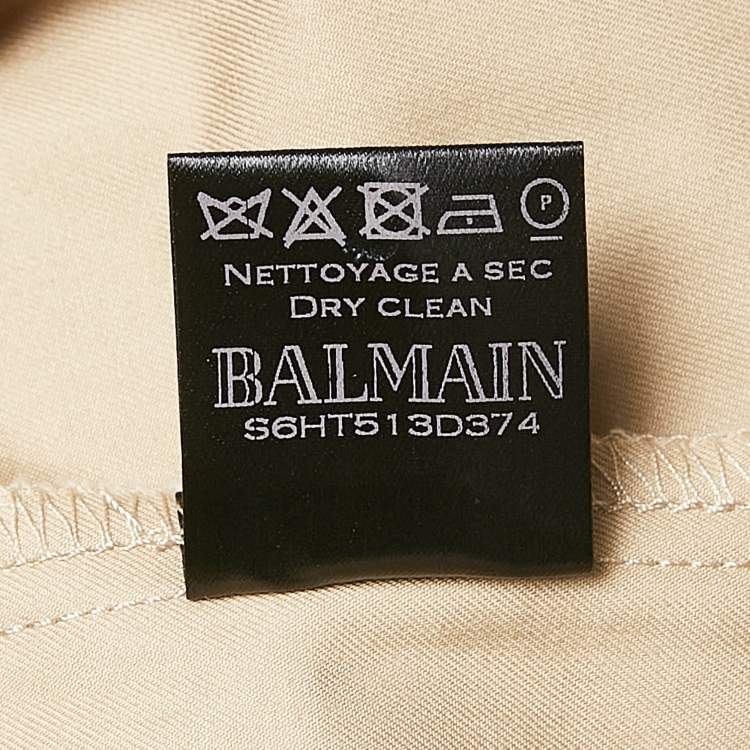 P
NETTOYAGE A SEC
DRY CLEAN
BALMAIN
S6HT513D374